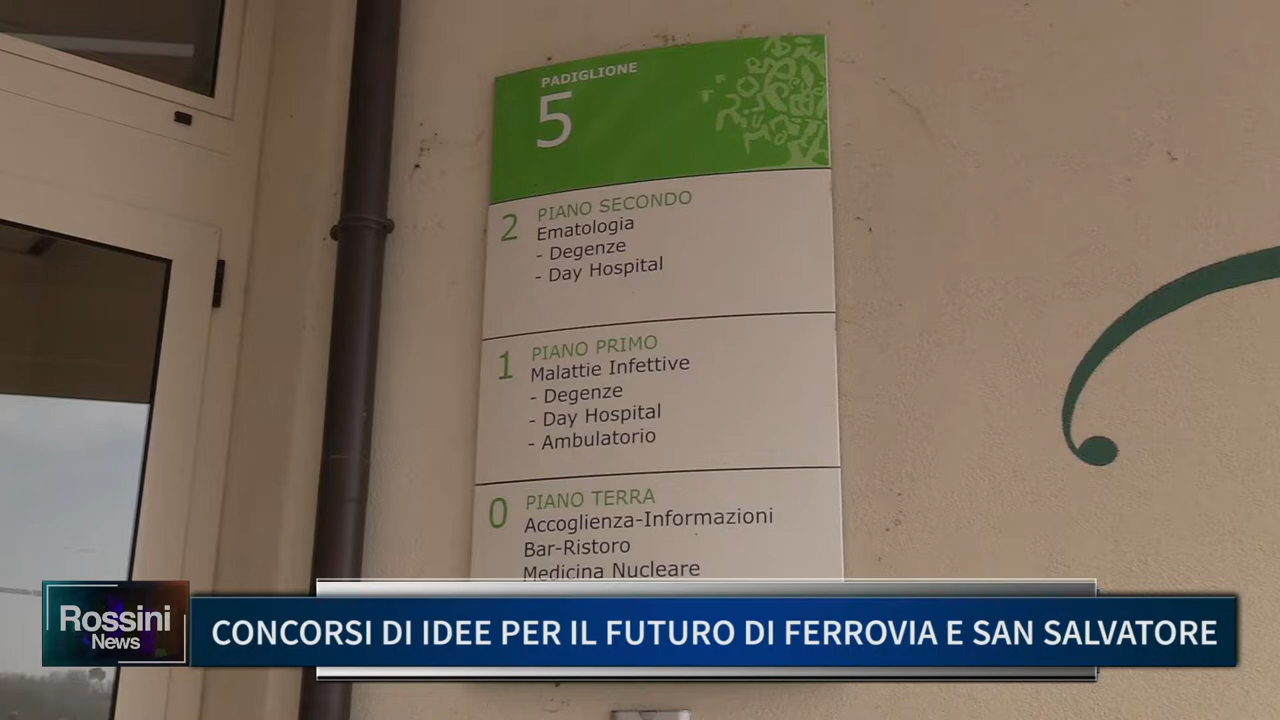 PADIGLIONE
5
2 PIANO SECONDO
Ematologia
- Degenze
- Day Hospital
1 PIANO PRIMO
Malattie Infettive
- Degenze
- Day Hospital
- Ambulatorio
0 PIANO TERRA
Accoglienza-Informazioni
Bar-Ristoro
Medicina Nucleare
Rossini
News
CONCORSI DI IDEE PER IL FUTURO DI FERROVIA E SAN SALVATORE